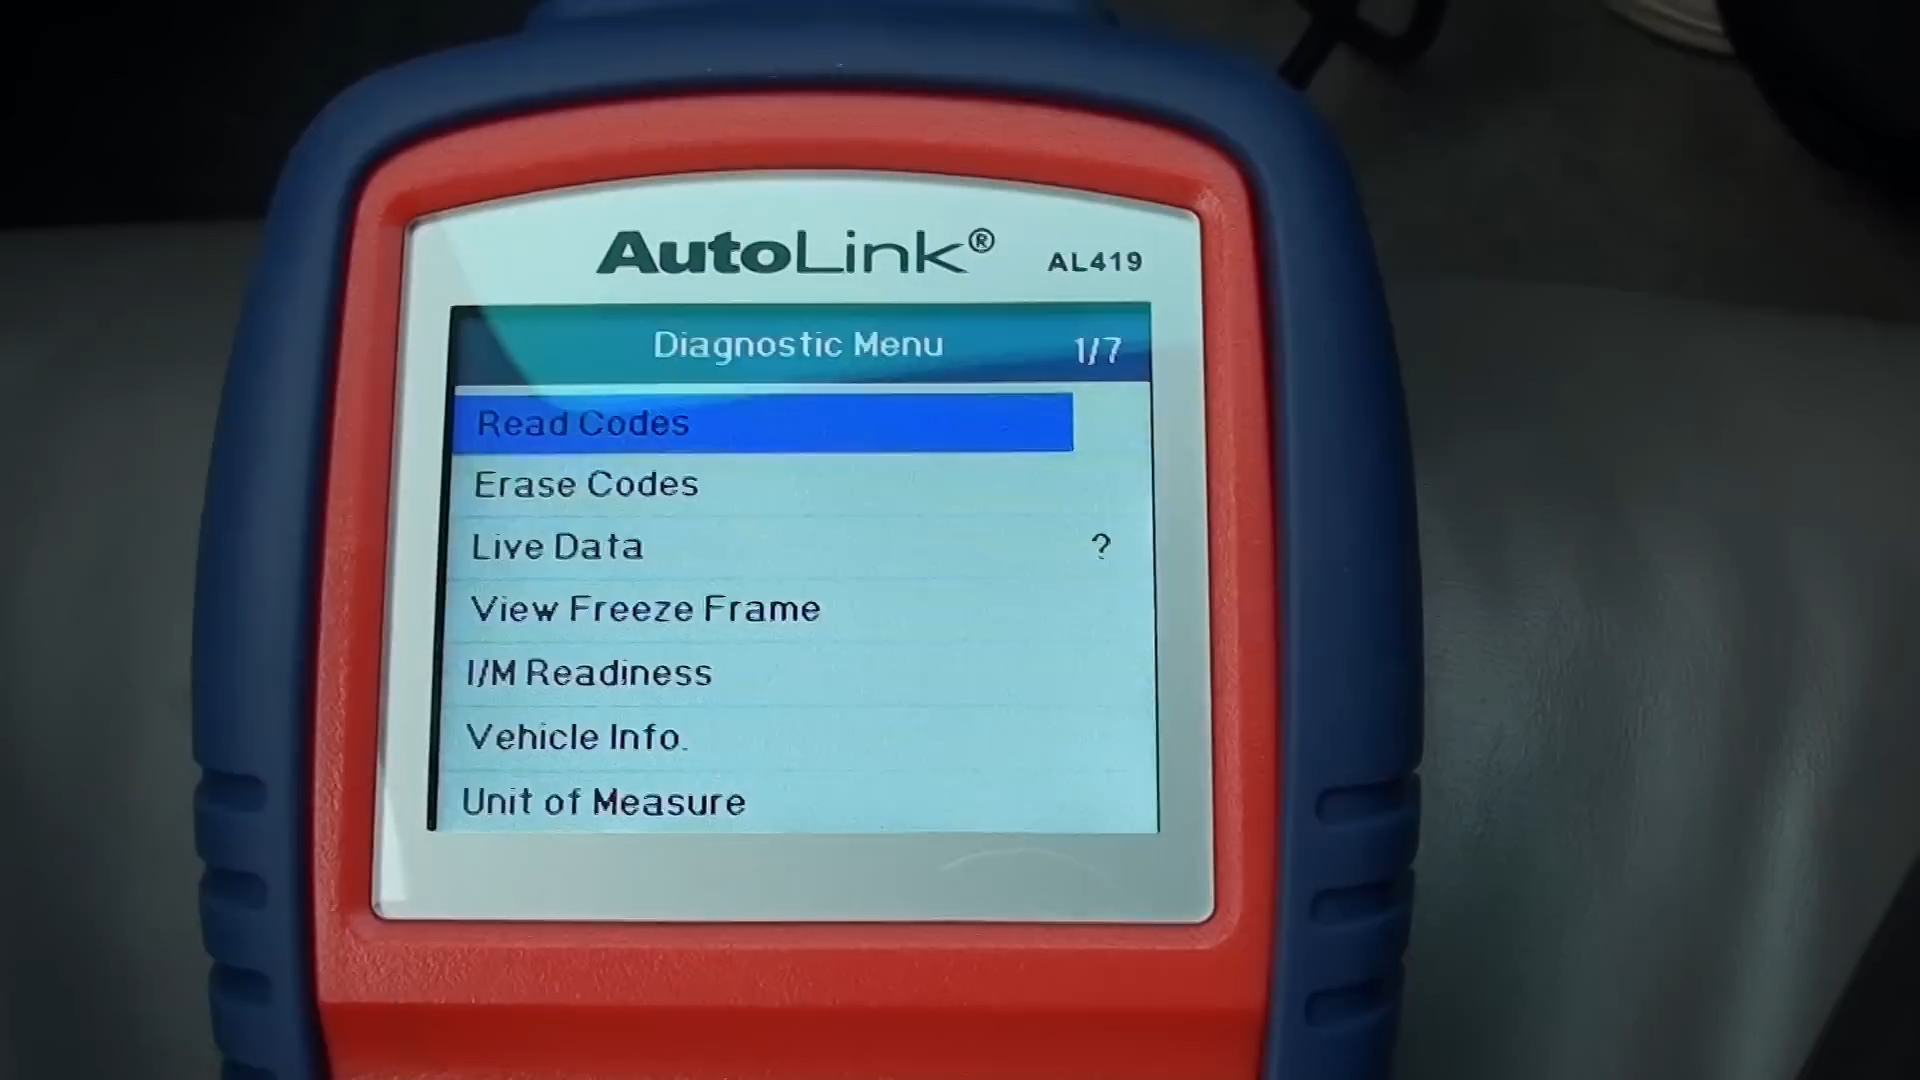 AutoLink®
AL419
Diagnostic Menu 1/7
Read Codes
Erase Codes
Live Data ?
View Freeze Frame
I/M Readiness
Vehicle Info.
Unit of Measure